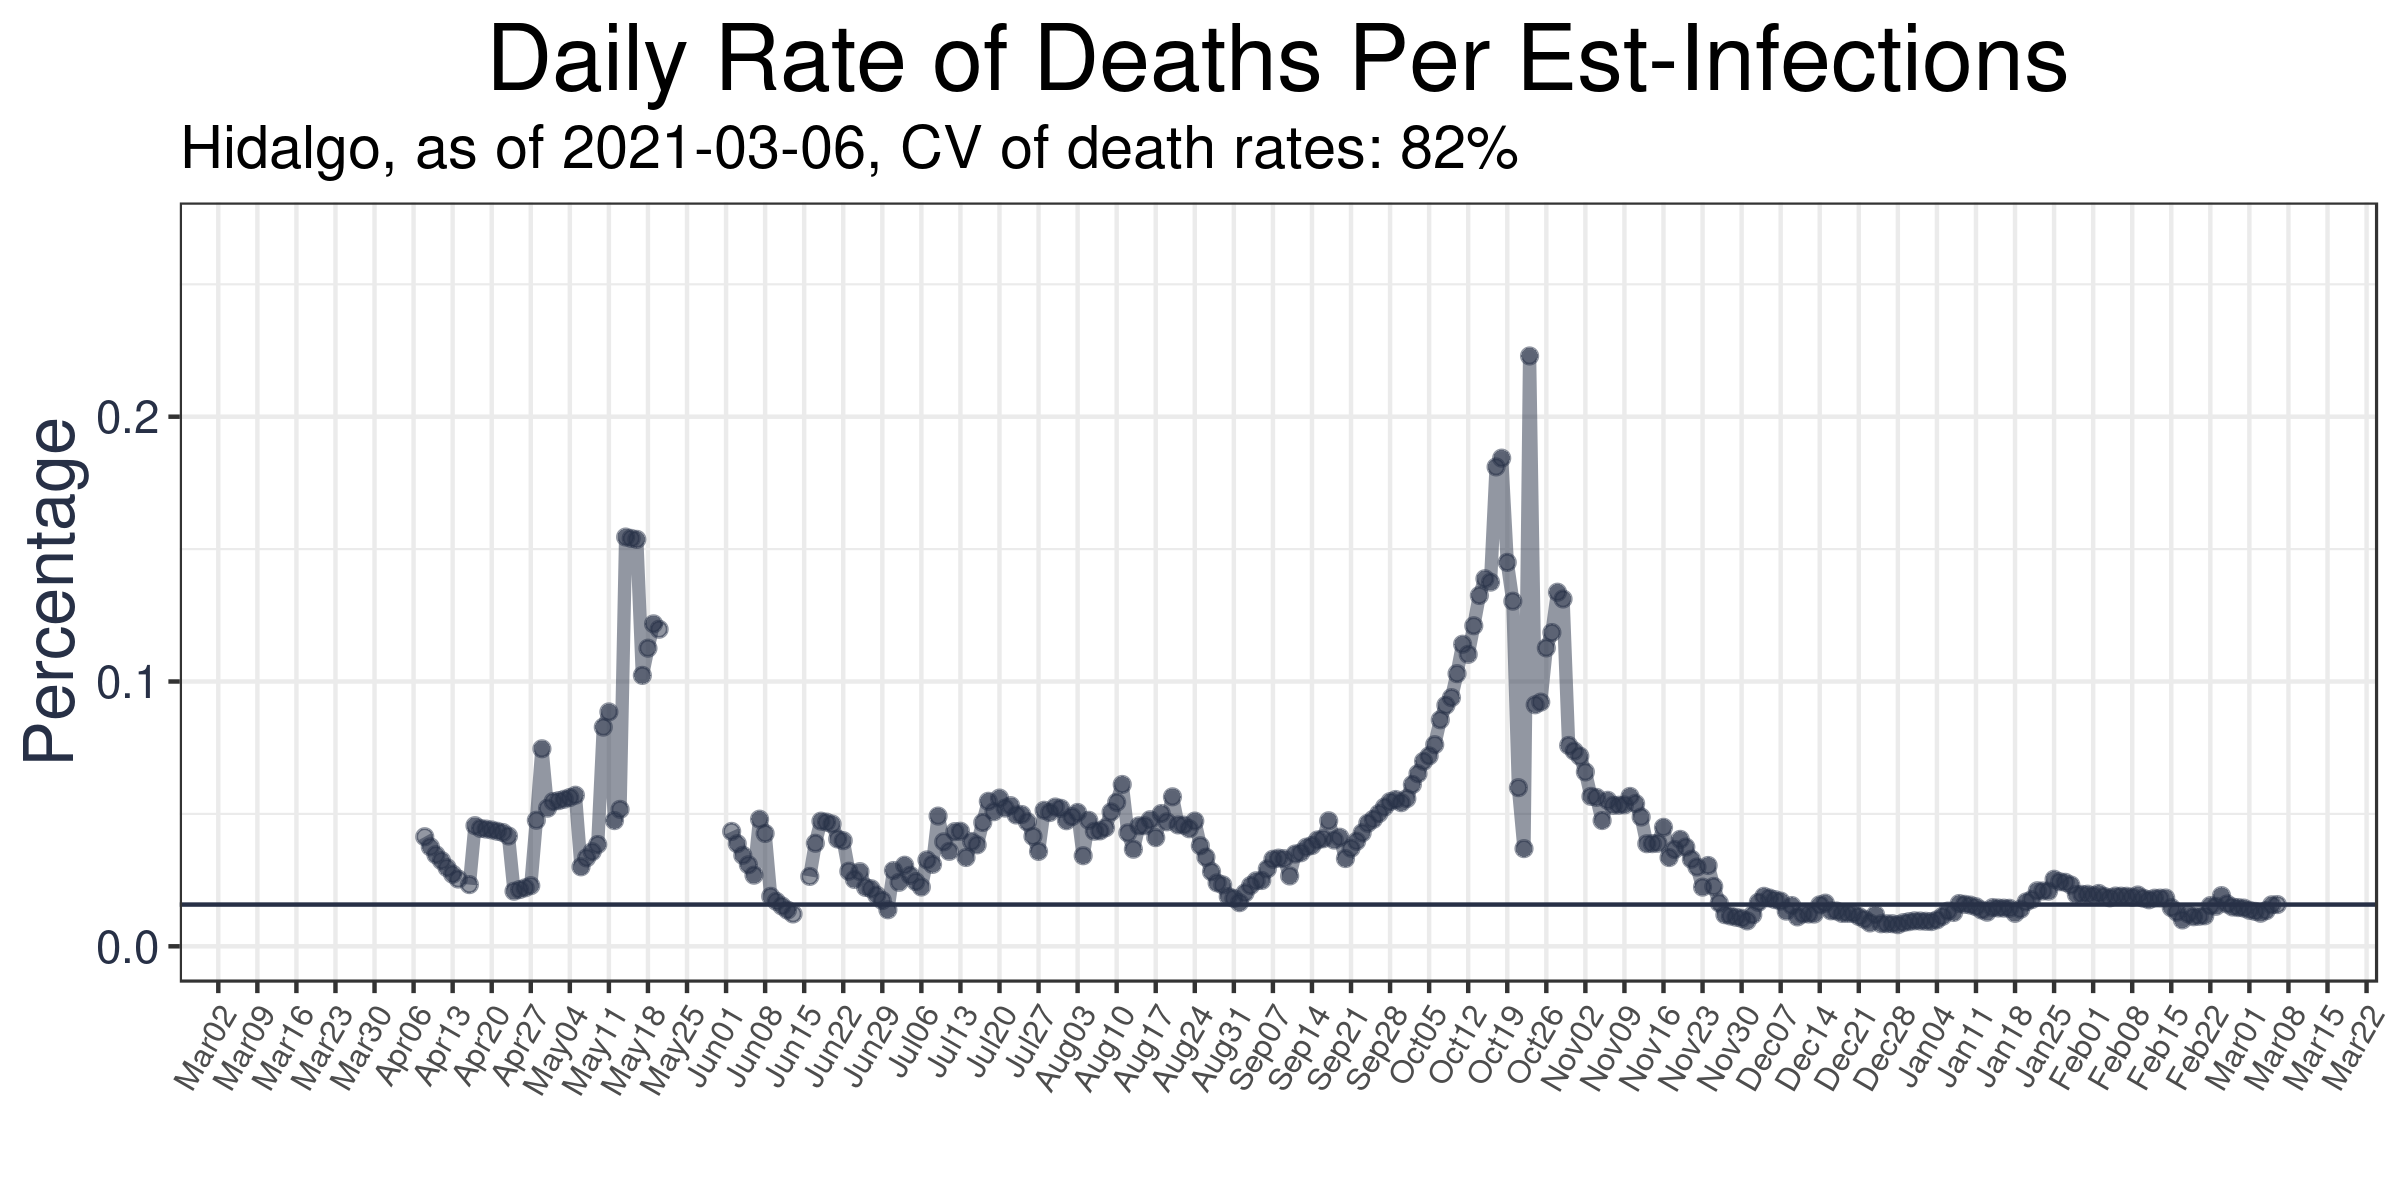 Daily Rate of Deaths Per Est-Infections
Hidalgo, as of 2021-03-06, CV of death rates: 82%
Percentage
0.2
0.1
0.0
Mar02
Mar09
Mar16
Mar23
Mar30
Apr06
Apr13
Apr20
Apr27
May04
May11
May18
May25
Jun01
Jun08
Jun15
Jun22
Jun29
Jul06
Jul13
Jul20
Jul27
Aug03
Aug10
Aug17
Aug24
Aug31
Sep07
Sep14
Sep21
Sep28
Oct05
Oct12
Oct19
Oct26
Nov02
Nov09
Nov16
Nov23
Nov30
Dec07
Dec14
Dec21
Dec28
Jan04
Jan11
Jan18
Jan25
Feb01
Feb08
Feb15
Feb22
Mar01
Mar08
Mar15
Mar22